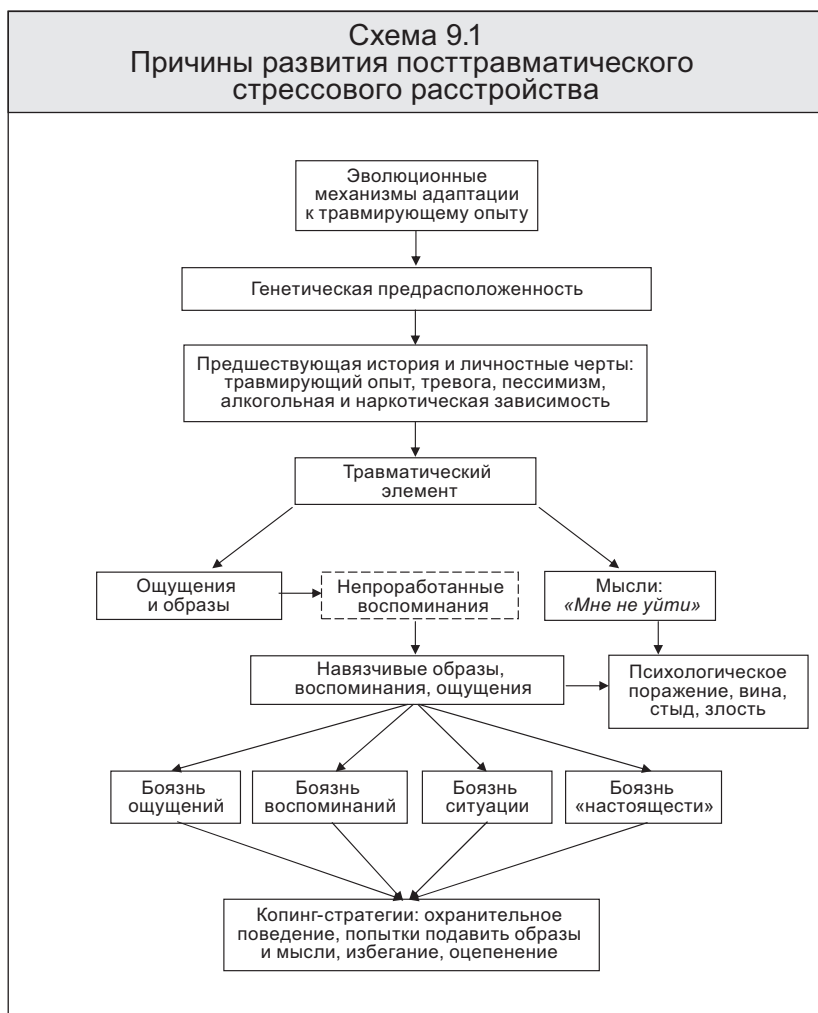 Схема 9.1
Причины развития посттравматического
стрессового расстройства
Эволюционные
механизмы адаптации
к травмирующему опыту
Генетическая предрасположенность
Предшествующая история и личностные черты:
травмирующий опыт, тревога, пессимизм,
алкогольная и наркотическая зависимость
Травматический
элемент
Ощущения
и образы
Непроработанные
воспоминания
Мысли:
«Мне не уйти»
Навязчивые образы,
воспоминания, ощущения
Психологическое
поражение, вина,
стыд, злость
Боязнь
ощущений
Боязнь
воспоминаний
Боязнь
ситуации
Боязнь
«настоящести»
Копинг-стратегии: охранительное
поведение, попытки подавить образы
и мысли, избегание, оцепенение